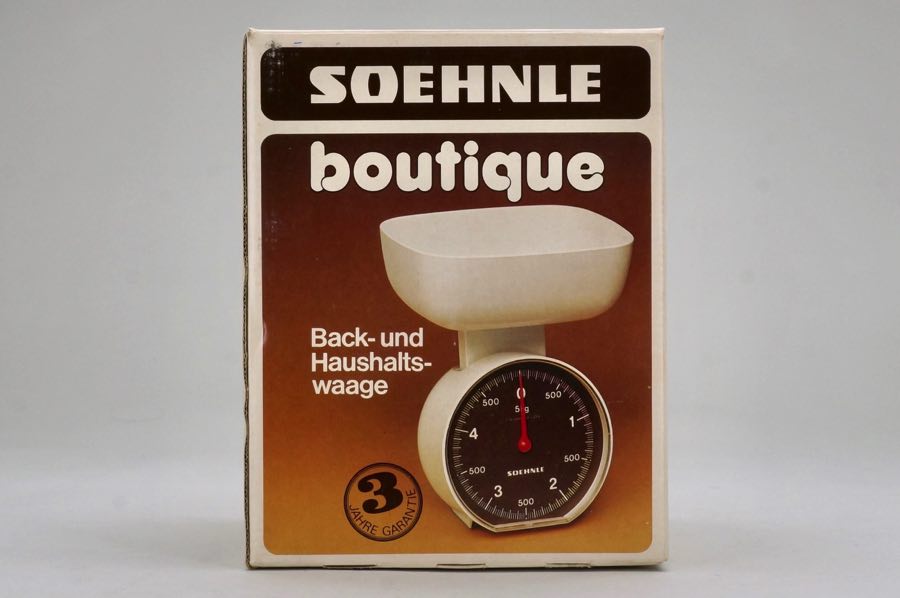 SOEHNLE
boutique
Back- und
Haushalts-
waage
0
500
500
5kg
1
4
500
500
SOEHNLE
3
2
500
3
JAHRE GARANTIE